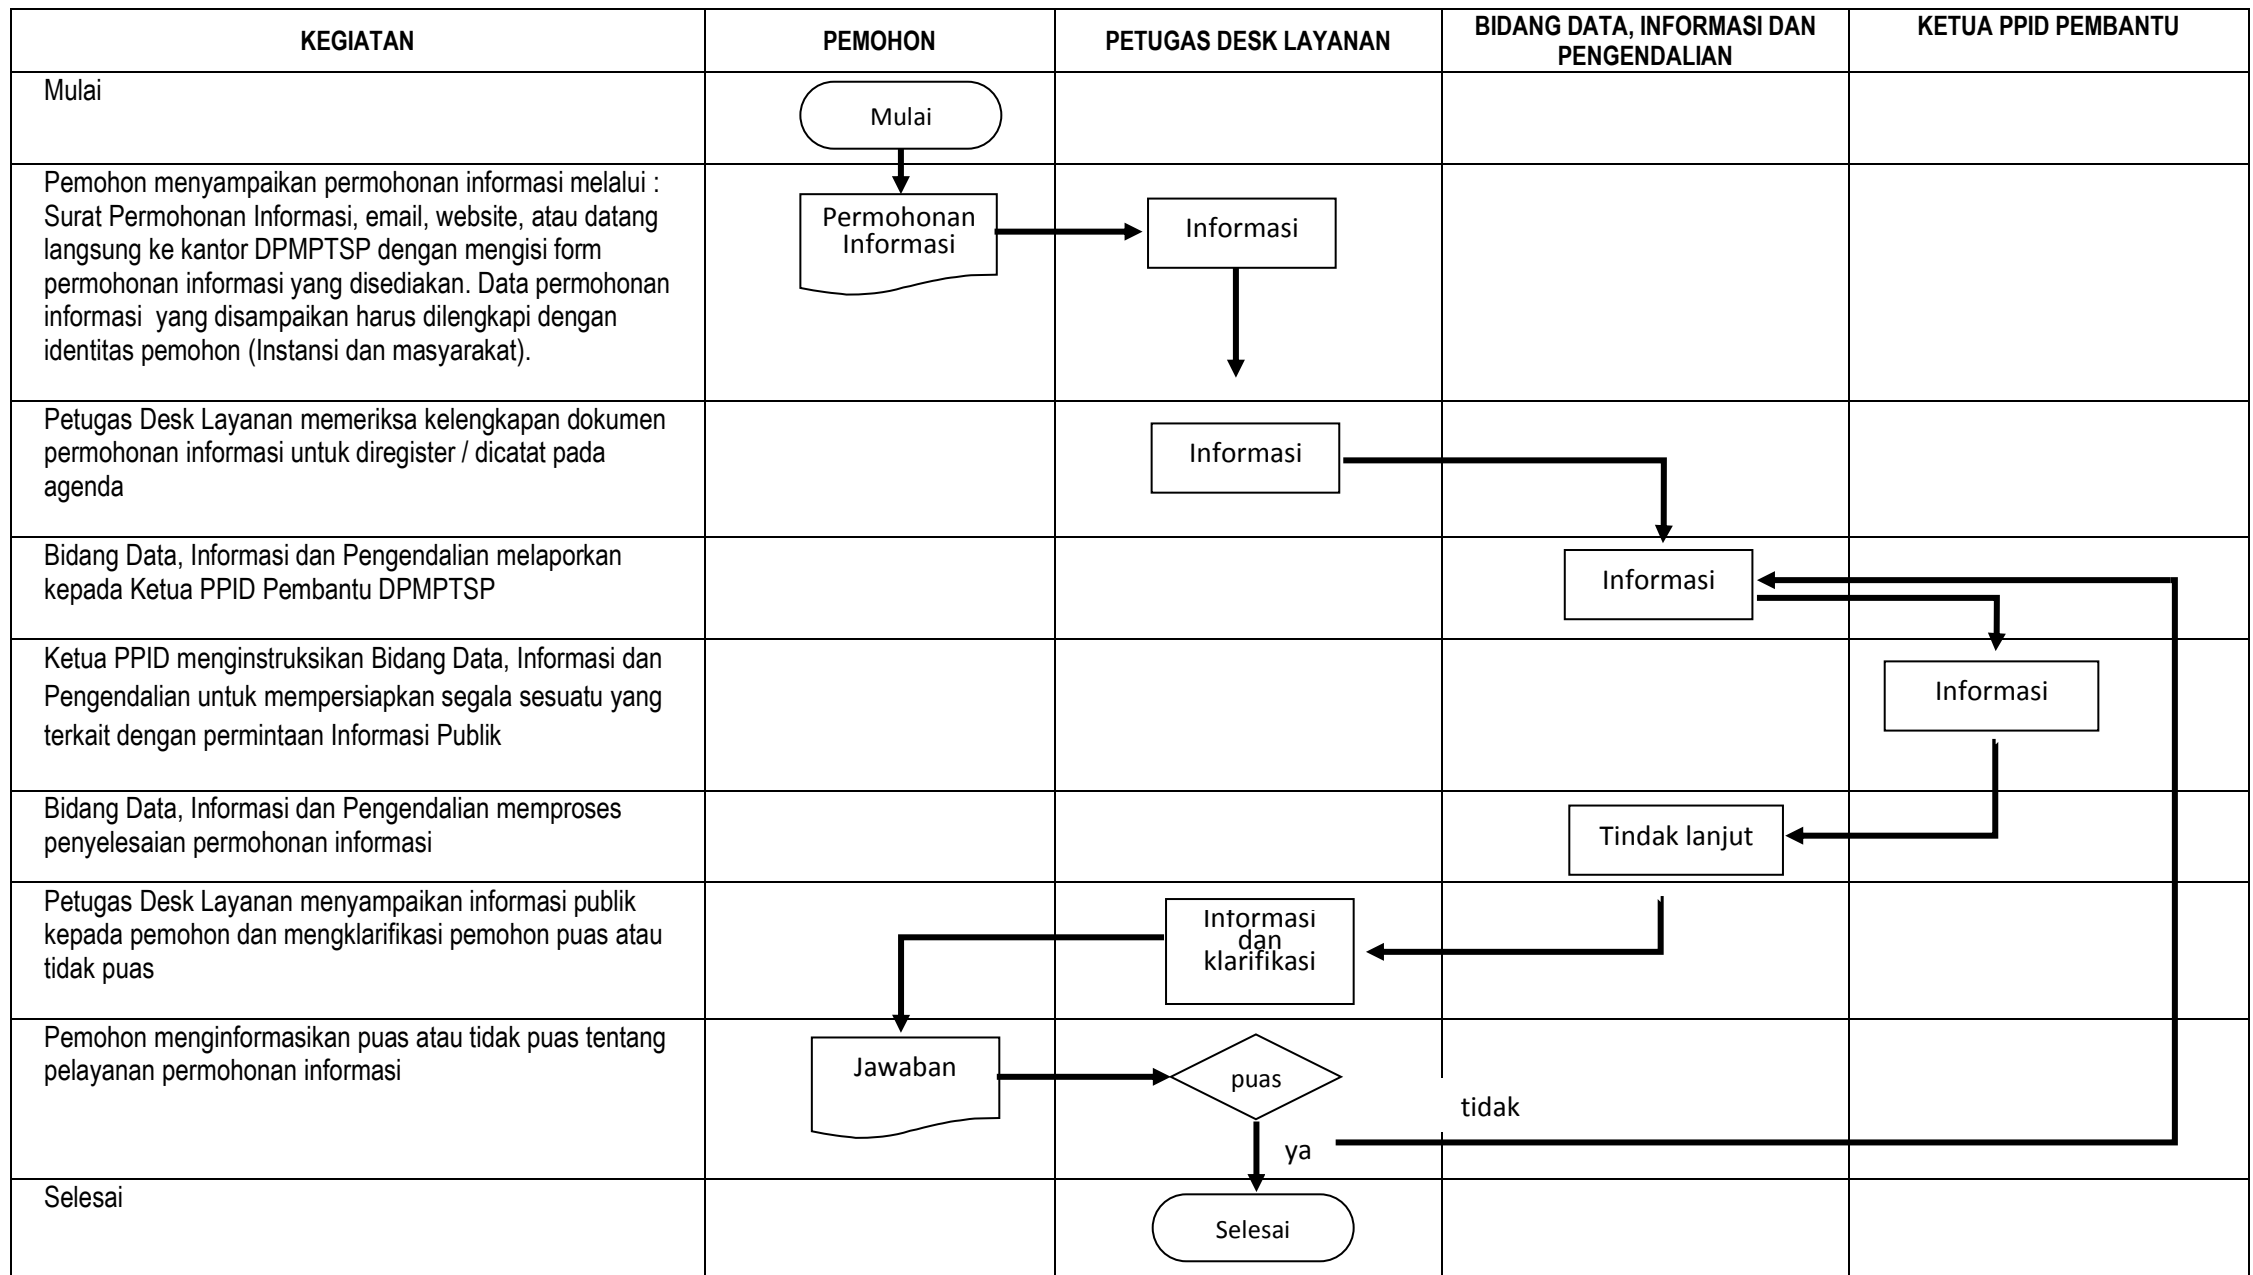 KEGIATAN
PEMOHON
PETUGAS DESK LAYANAN
BIDANG DATA, INFORMASI DAN
PENGENDALIAN
KETUA PPID PEMBANTU
Mulai
Mulai
Pemohon menyampaikan permohonan informasi melalui :
Surat Permohonan Informasi, email, website, atau datang
langsung ke kantor DPMPTSP dengan mengisi form
permohonan informasi yang disediakan. Data permohonan
informasi yang disampaikan harus dilengkapi dengan
identitas pemohon (Instansi dan masyarakat).
Permohonan
Informasi
Informasi
Petugas Desk Layanan memeriksa kelengkapan dokumen
permohonan informasi untuk diregister / dicatat pada
agenda
Informasi
Bidang Data, Informasi dan Pengendalian melaporkan
kepada Ketua PPID Pembantu DPMPTSP
Informasi
Ketua PPID menginstruksikan Bidang Data, Informasi dan
Pengendalian untuk mempersiapkan segala sesuatu yang
terkait dengan permintaan Informasi Publik
Informasi
Bidang Data, Informasi dan Pengendalian memproses
penyelesaian permohonan informasi
Tindak lanjut
Petugas Desk Layanan menyampaikan informasi publik
kepada pemohon dan mengklarifikasi pemohon puas atau
tidak puas
Informasi
dan
klarifikasi
Pemohon menginformasikan puas atau tidak puas tentang
pelayanan permohonan informasi
Jawaban
puas
tidak
ya
Selesai
Selesai